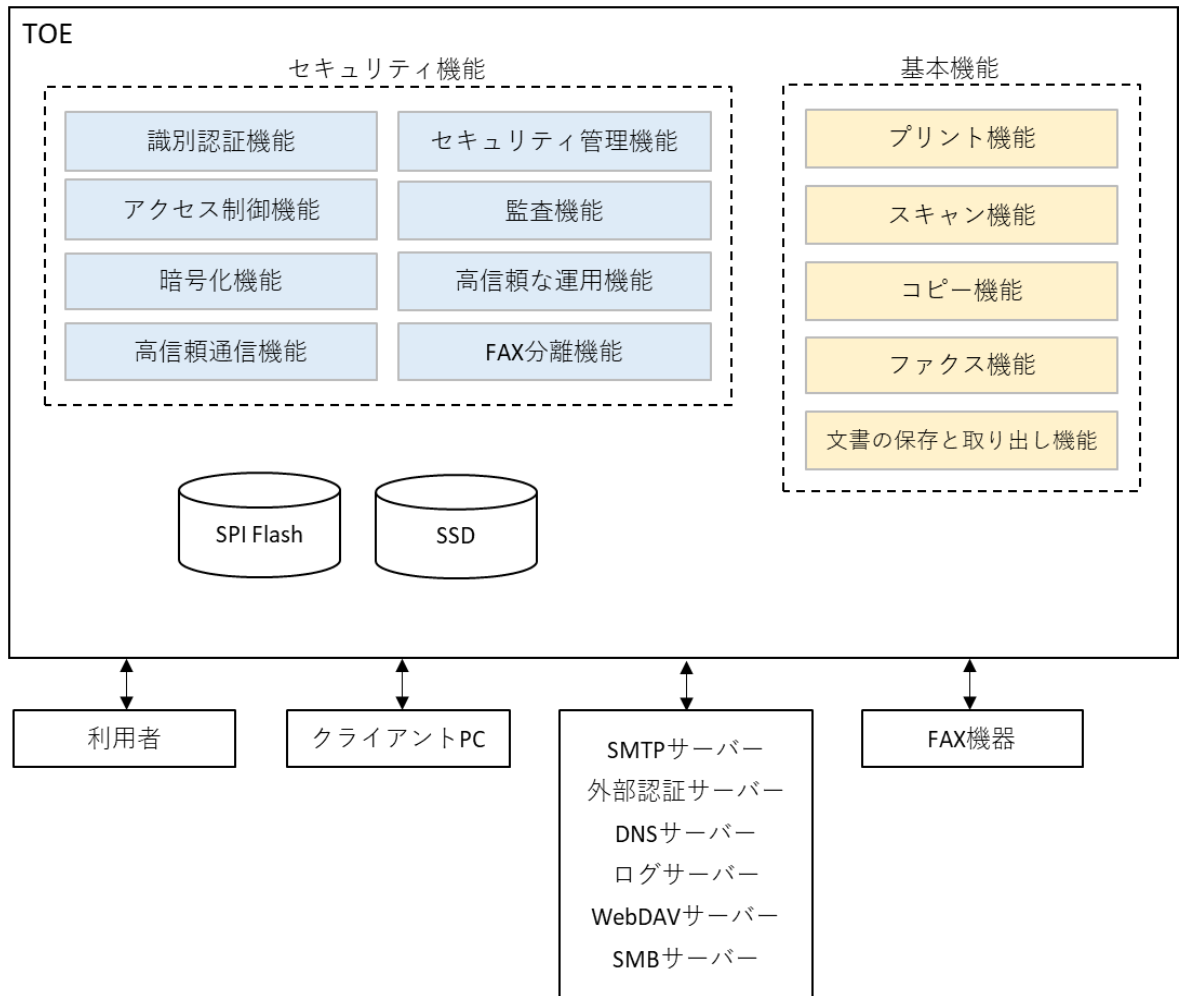 TOE
セキュリティ機能
識別認証機能
セキュリティ管理機能
アクセス制御機能
監査機能
暗号化機能
高信頼な運用機能
高信頼通信機能
FAX分離機能
基本機能
プリント機能
スキャン機能
コピー機能
ファクス機能
文書の保存と取り出し機能
SPI Flash
SSD
利用者
クライアントPC
SMTPサーバー
外部認証サーバー
DNSサーバー
ログサーバー
WebDAVサーバー
SMBサーバー
FAX機器